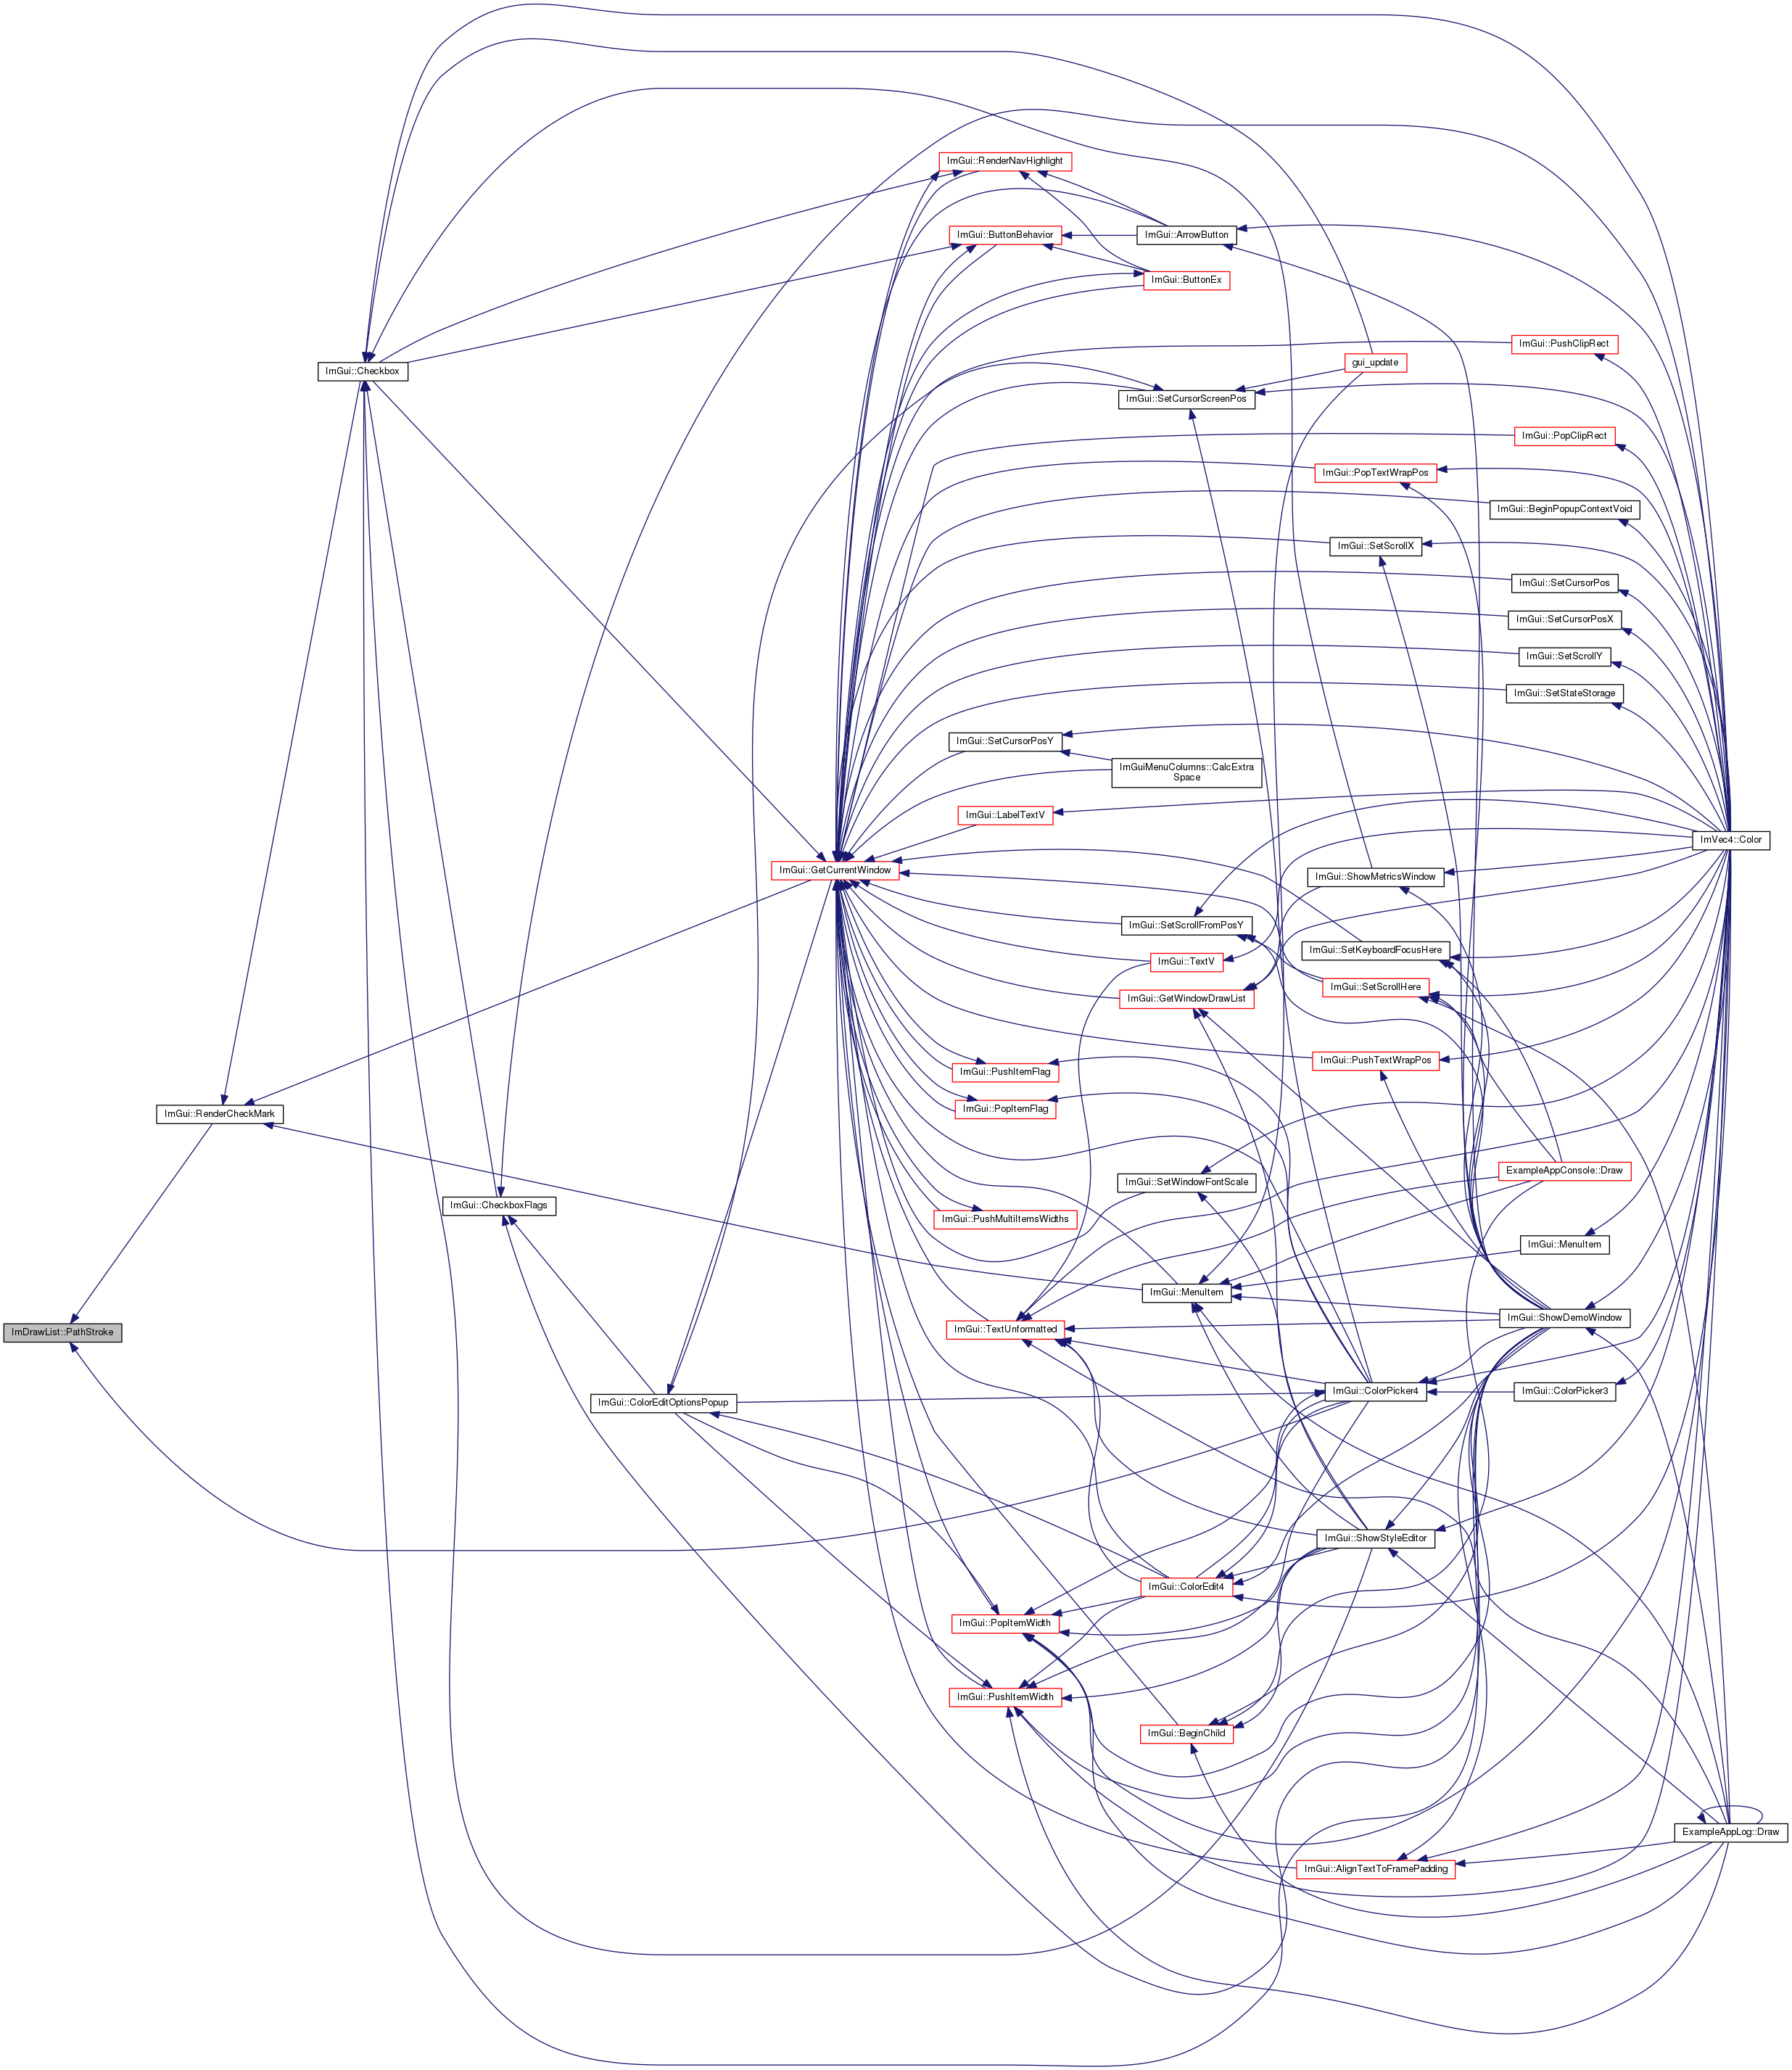 ImGui::RenderNavHighlight
ImGui::ButtonBehavior
ImGui::ArrowButton
ImGui::ButtonEx
ImGui::PushClipRect
gui_update
ImGui::Checkbox
ImGui::SetCursorScreenPos
ImGui::PopClipRect
ImGui::PopTextWrapPos
ImGui::BeginPopupContextVoid
ImGui::SetScrollX
ImGui::SetCursorPos
ImGui::SetCursorPosX
ImGui::SetScrollY
ImGui::SetStateStorage
ImGui::SetCursorPosY
ImGuiMenuColumns::CalcExtra
Space
ImGui::LabelTextV
ImVec4::Color
ImGui::GetCurrentWindow
ImGui::ShowMetricsWindow
ImGui::SetScrollFromPosY
ImGui::SetKeyboardFocusHere
ImGui::TextV
ImGui::SetScrollHere
ImGui::GetWindowDrawList
ImGui::PushTextWrapPos
ImGui::PushItemFlag
ImGui::PopItemFlag
ImGui::RenderCheckMark
ExampleAppConsole::Draw
ImGui::SetWindowFontScale
ImGui::CheckboxFlags
ImGui::PushMultiItemsWidths
ImGui::MenuItem
ImGui::MenuItem
ImGui::ShowDemoWindow
ImGui::TextUnformatted
ImDrawList::PathStroke
ImGui::ColorPicker4
ImGui::ColorPicker3
ImGui::ColorEditOptionsPopup
ImGui::ShowStyleEditor
ImGui::ColorEdit4
ImGui::PopItemWidth
ImGui::PushItemWidth
ImGui::BeginChild
ExampleAppLog::Draw
ImGui::AlignTextToFramePadding